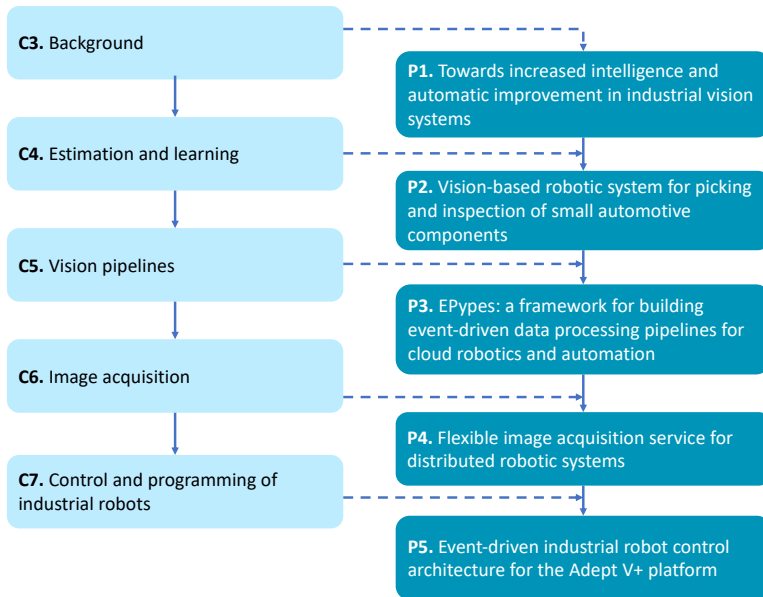 C3. Background
C4. Estimation and learning
C5. Vision pipelines
C6. Image acquisition
C7. Control and programming of
industrial robots
P1. Towards increased intelligence and
automatic improvement in industrial vision
systems
P2. Vision-based robotic system for picking
and inspection of small automotive
components
P3. EPypes: a framework for building
event-driven data processing pipelines for
cloud robotics and automation
P4. Flexible image acquisition service for
distributed robotic systems
P5. Event-driven industrial robot control
architecture for the Adept V+ platform